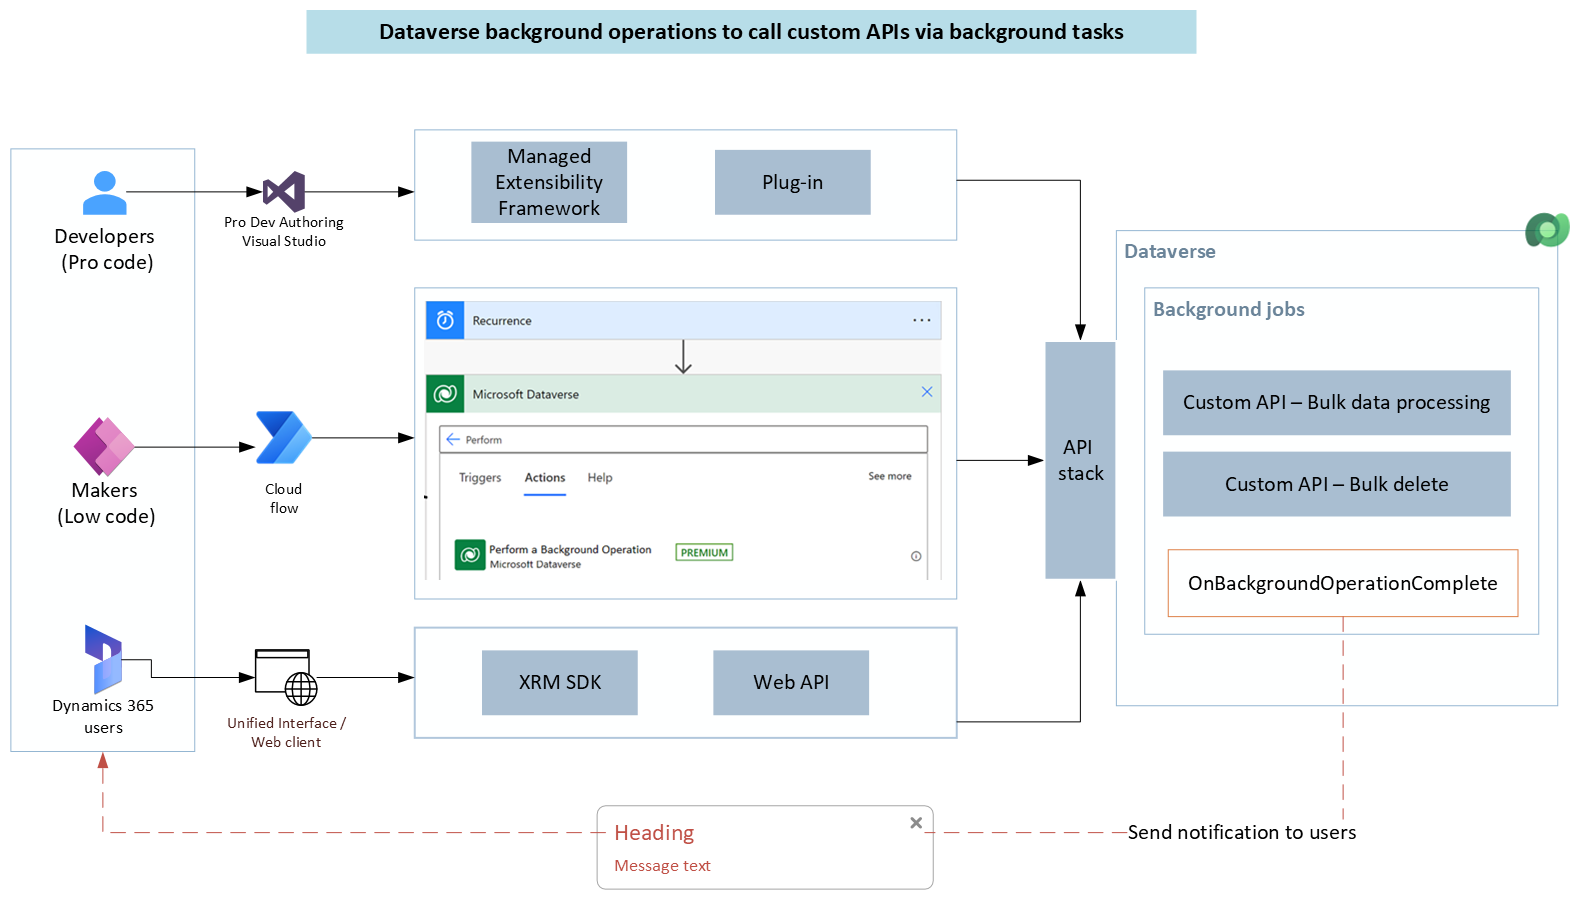 Dataverse background operations to call custom APIs via background tasks
Developers
(Pro code)
Pro Dev Authoring
Visual Studio
Managed
Extensibility
Framework
Plug-in
Makers
(Low code)
Cloud
flow
Recurrence
Microsoft Dataverse
Perform
Triggers
Actions
Help
See more
Perform a Background Operation
PREMIUM
Microsoft Dataverse
Dynamics 365
users
Unified Interface /
Web client
XRM SDK
Web API
API
stack
Dataverse
Background jobs
Custom API – Bulk data processing
Custom API – Bulk delete
OnBackgroundOperationComplete
Send notification to users
Heading
Message text